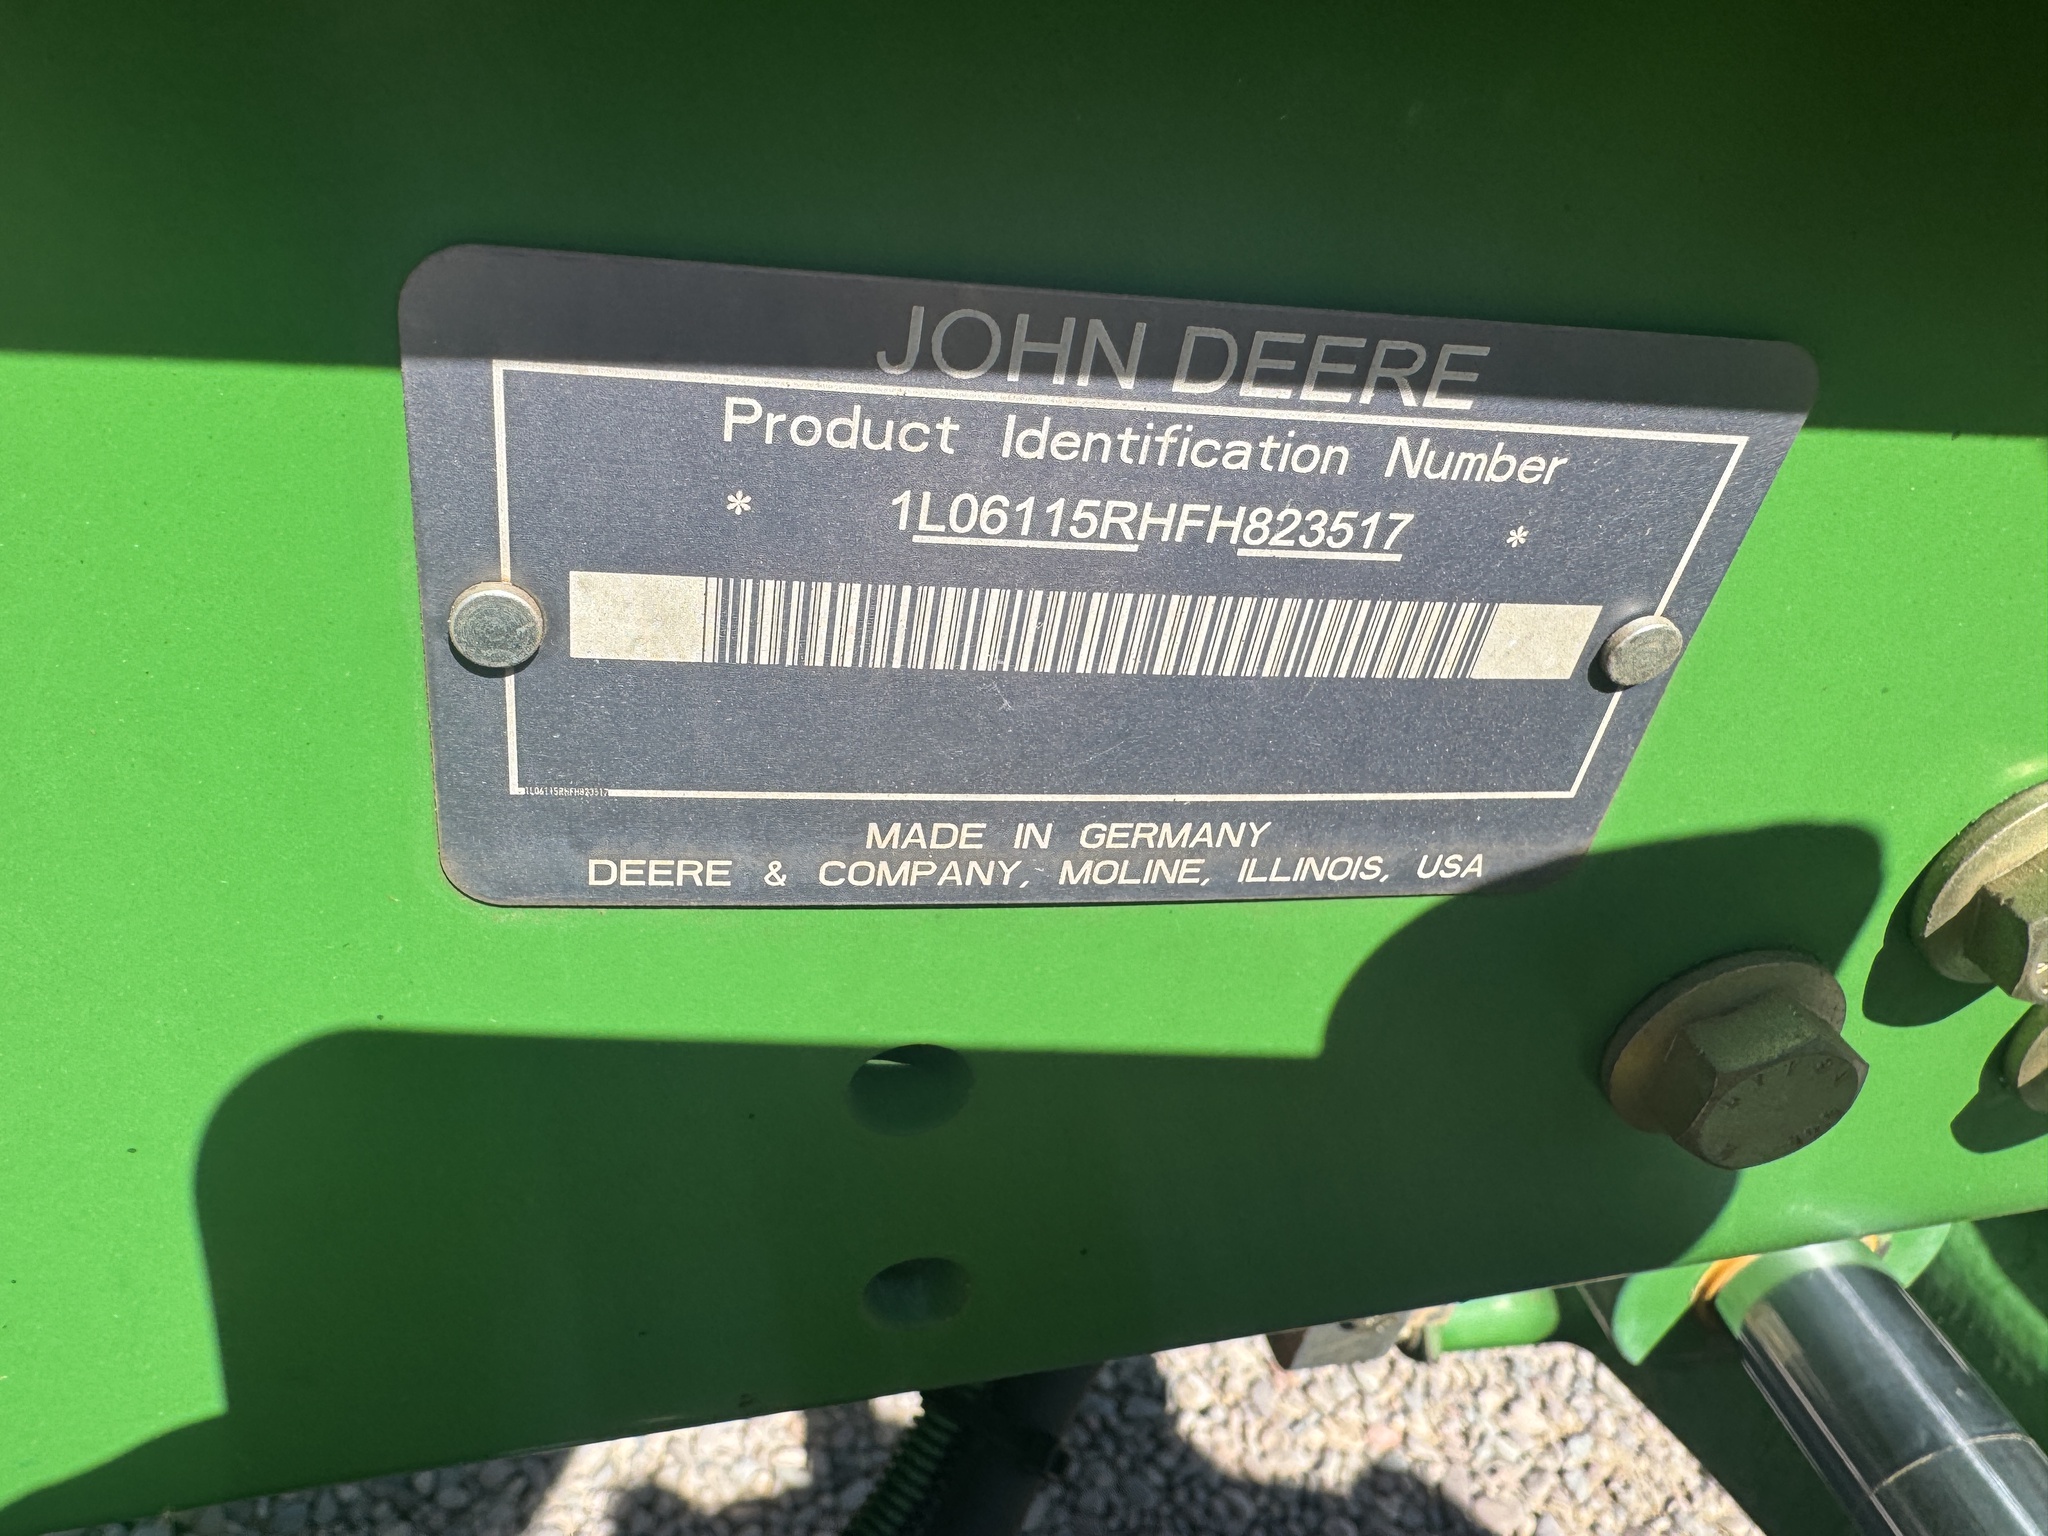 JOHN DEERE
Product Identification Number
* 1L06115RHFH823517 *
1L06115RHFH823517
MADE IN GERMANY
DEERE & COMPANY, MOLINE, ILLINOIS, USA